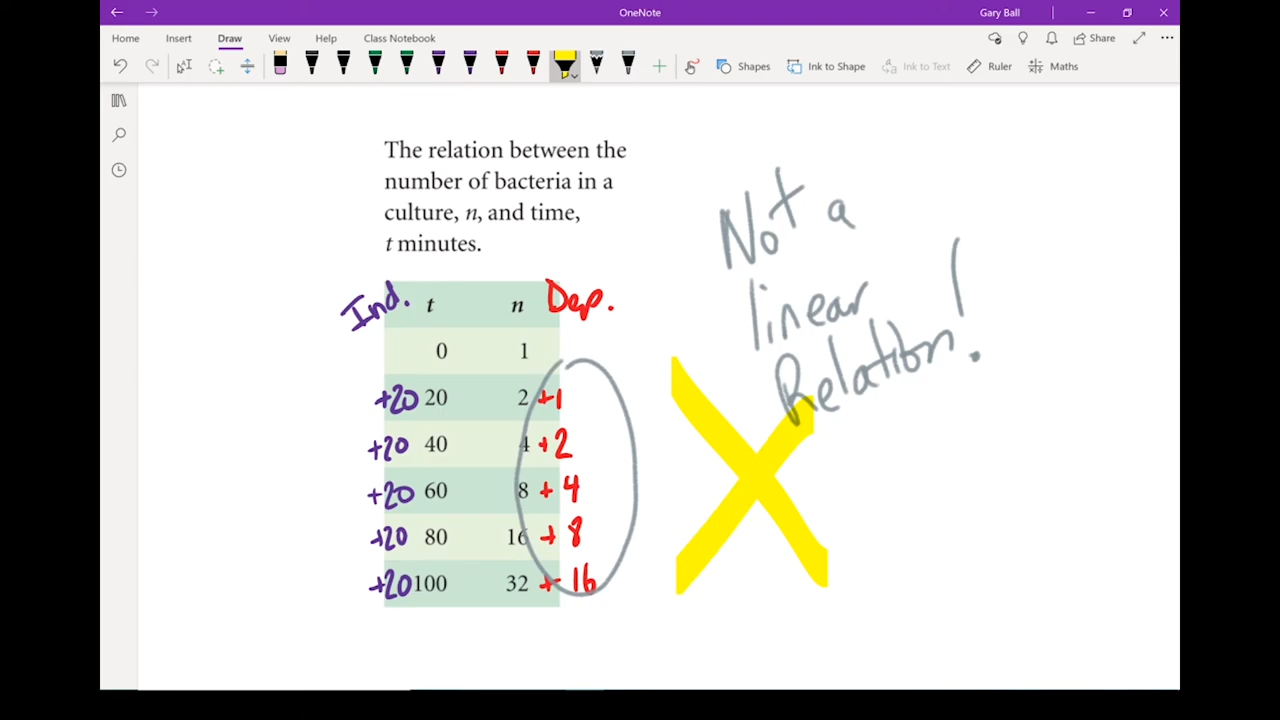 OneNote
Gary Ball
Home Insert Draw View Help Class Notebook
Share
Shapes Ink to Shape Ink to Text Ruler Maths
The relation between the
number of bacteria in a
culture, n, and time,
t minutes.
Ind. t n Dep.
0 1
+20 20 2 +1
+20 40 4 +2
+20 60 8 +4
+20 80 16 +8
+20 100 32 +16
Not a
linear
Relation!